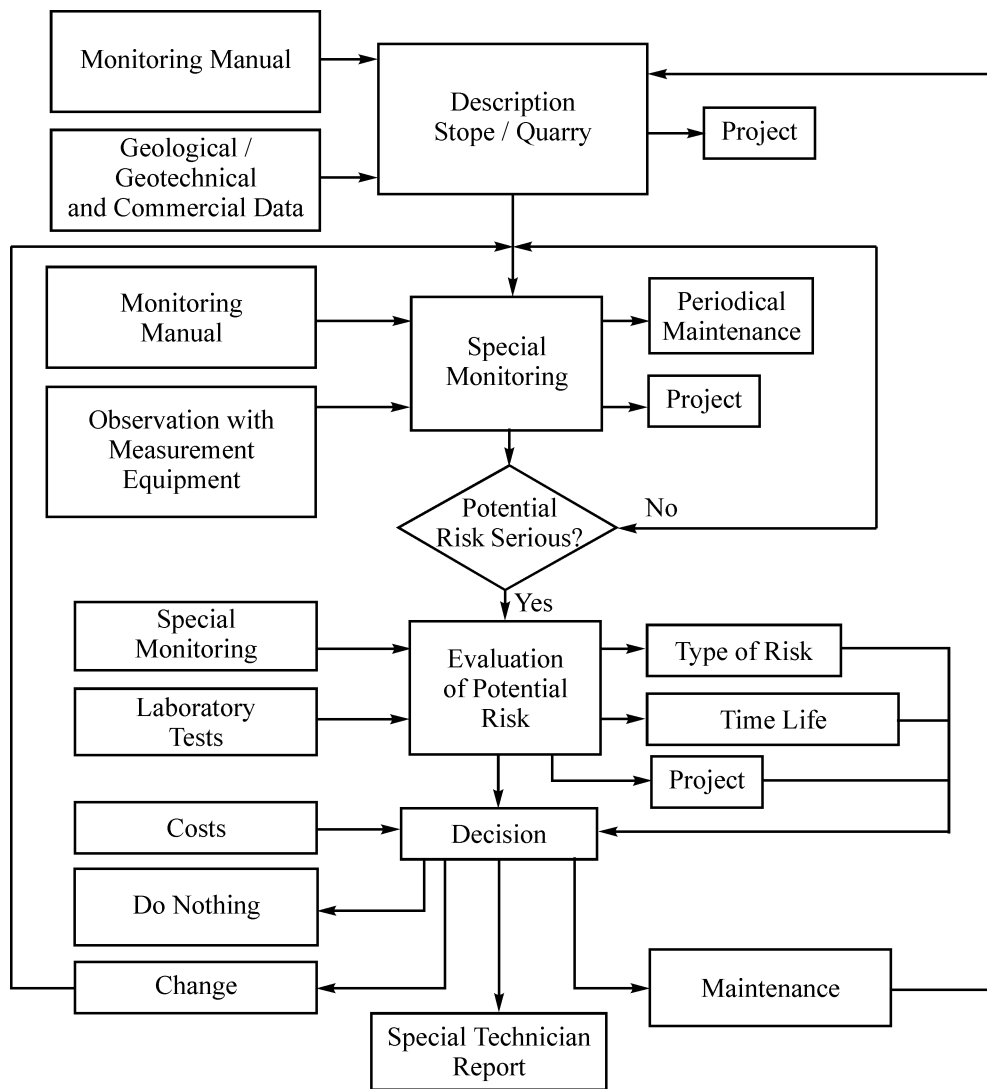 Monitoring Manual
Description
Stope / Quarry
Project
Geological /
Geotechnical
and Commercial Data
Monitoring
Manual
Special
Monitoring
Periodical
Maintenance
Project
Observation with
Measurement
Equipment
Potential
Risk Serious?
No
Yes
Special
Monitoring
Evaluation
of Potential
Risk
Type of Risk
Laboratory
Tests
Time Life
Project
Costs
Decision
Do Nothing
Change
Maintenance
Special Technician
Report